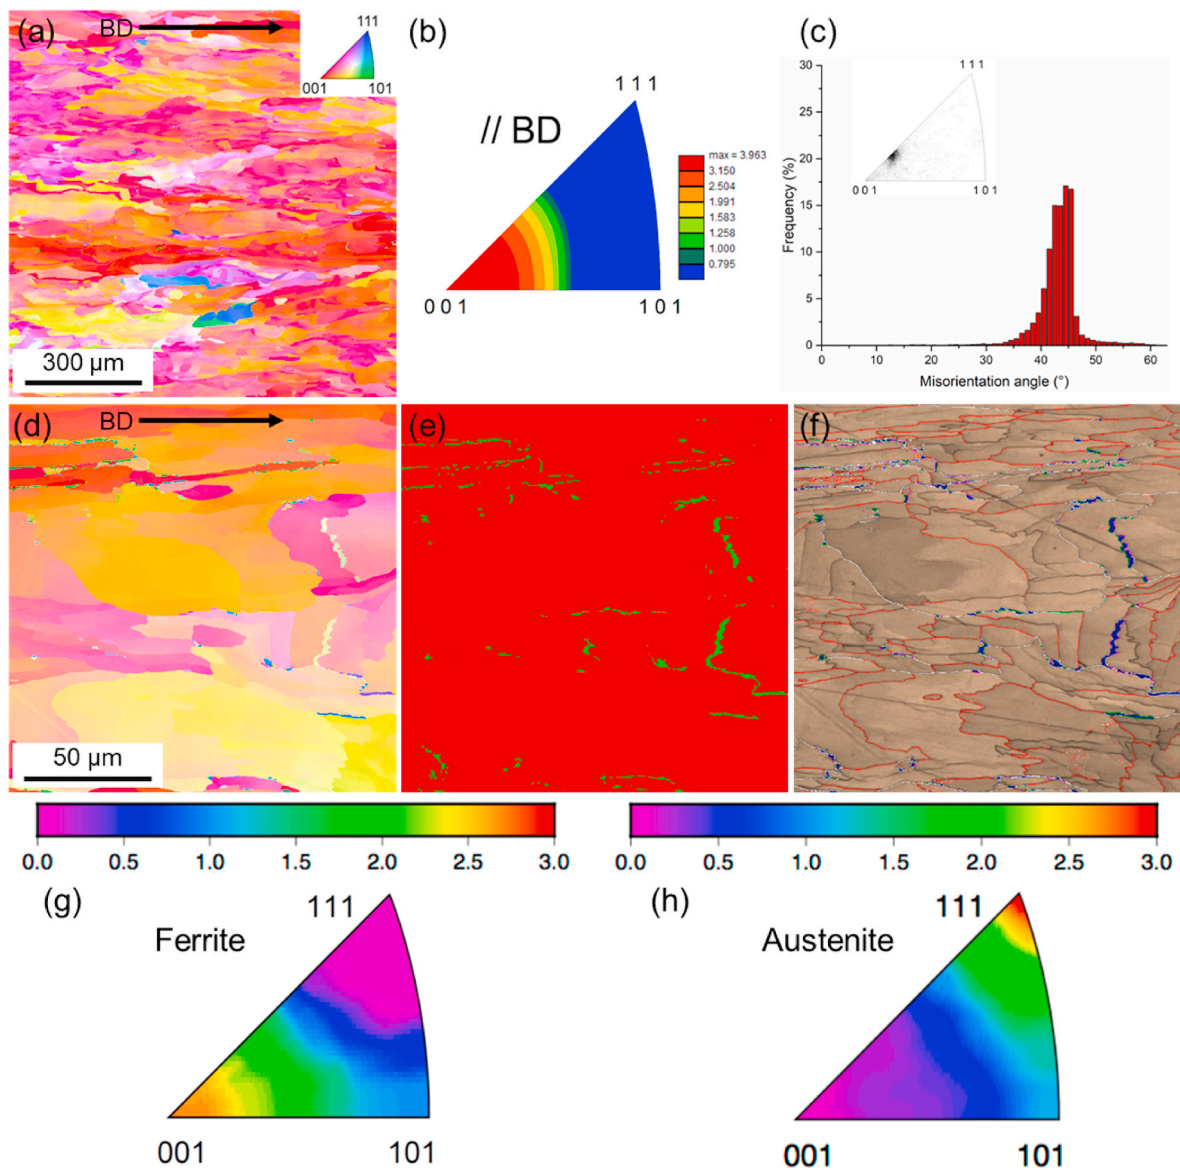 (a)
BD
111
001
101
300 µm
(b)
// BD
1 1 1
0 0 1
1 0 1
max = 3.963
3.150
2.504
1.991
1.583
1.258
1.000
0.795
(c)
30
25
20
15
10
5
0
Frequency (%)
1 1 1
0 0 1
1 0 1
0 10 20 30 40 50 60
Misorientation angle (°)
(d)
BD
50 µm
(e)
(f)
0.0 0.5 1.0 1.5 2.0 2.5 3.0
0.0 0.5 1.0 1.5 2.0 2.5 3.0
(g)
Ferrite
111
001
101
(h)
Austenite
111
001
101